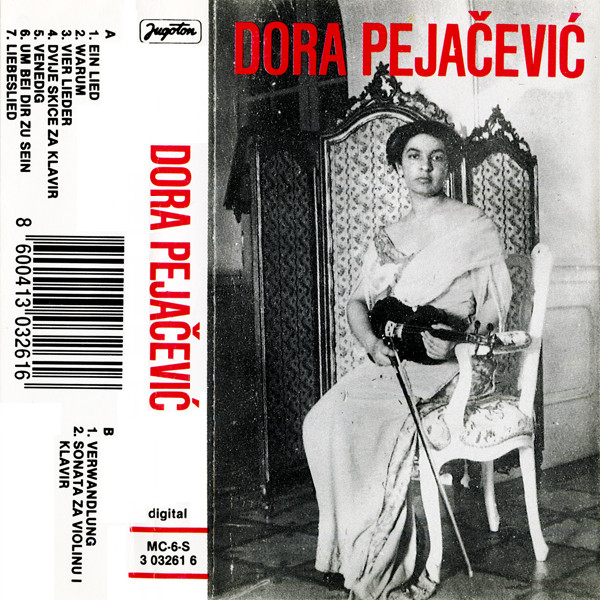 A
1. EIN LIED
2. WARUM
3. VIER LIEDER
4. DVIJE SKICE ZA KLAVIR
5. VENEDIG
6. UM BEI DIR ZU SEIN
7. LIEBESLIED
8 600413 032616
B
1. VERWANDLUNG
2. SONATA ZA VIOLINU I
KLAVIR
Jugoton
DORA PEJAČEVIĆ
digital
MC-6-S
3 03261 6
DORA PEJAČEVIĆ